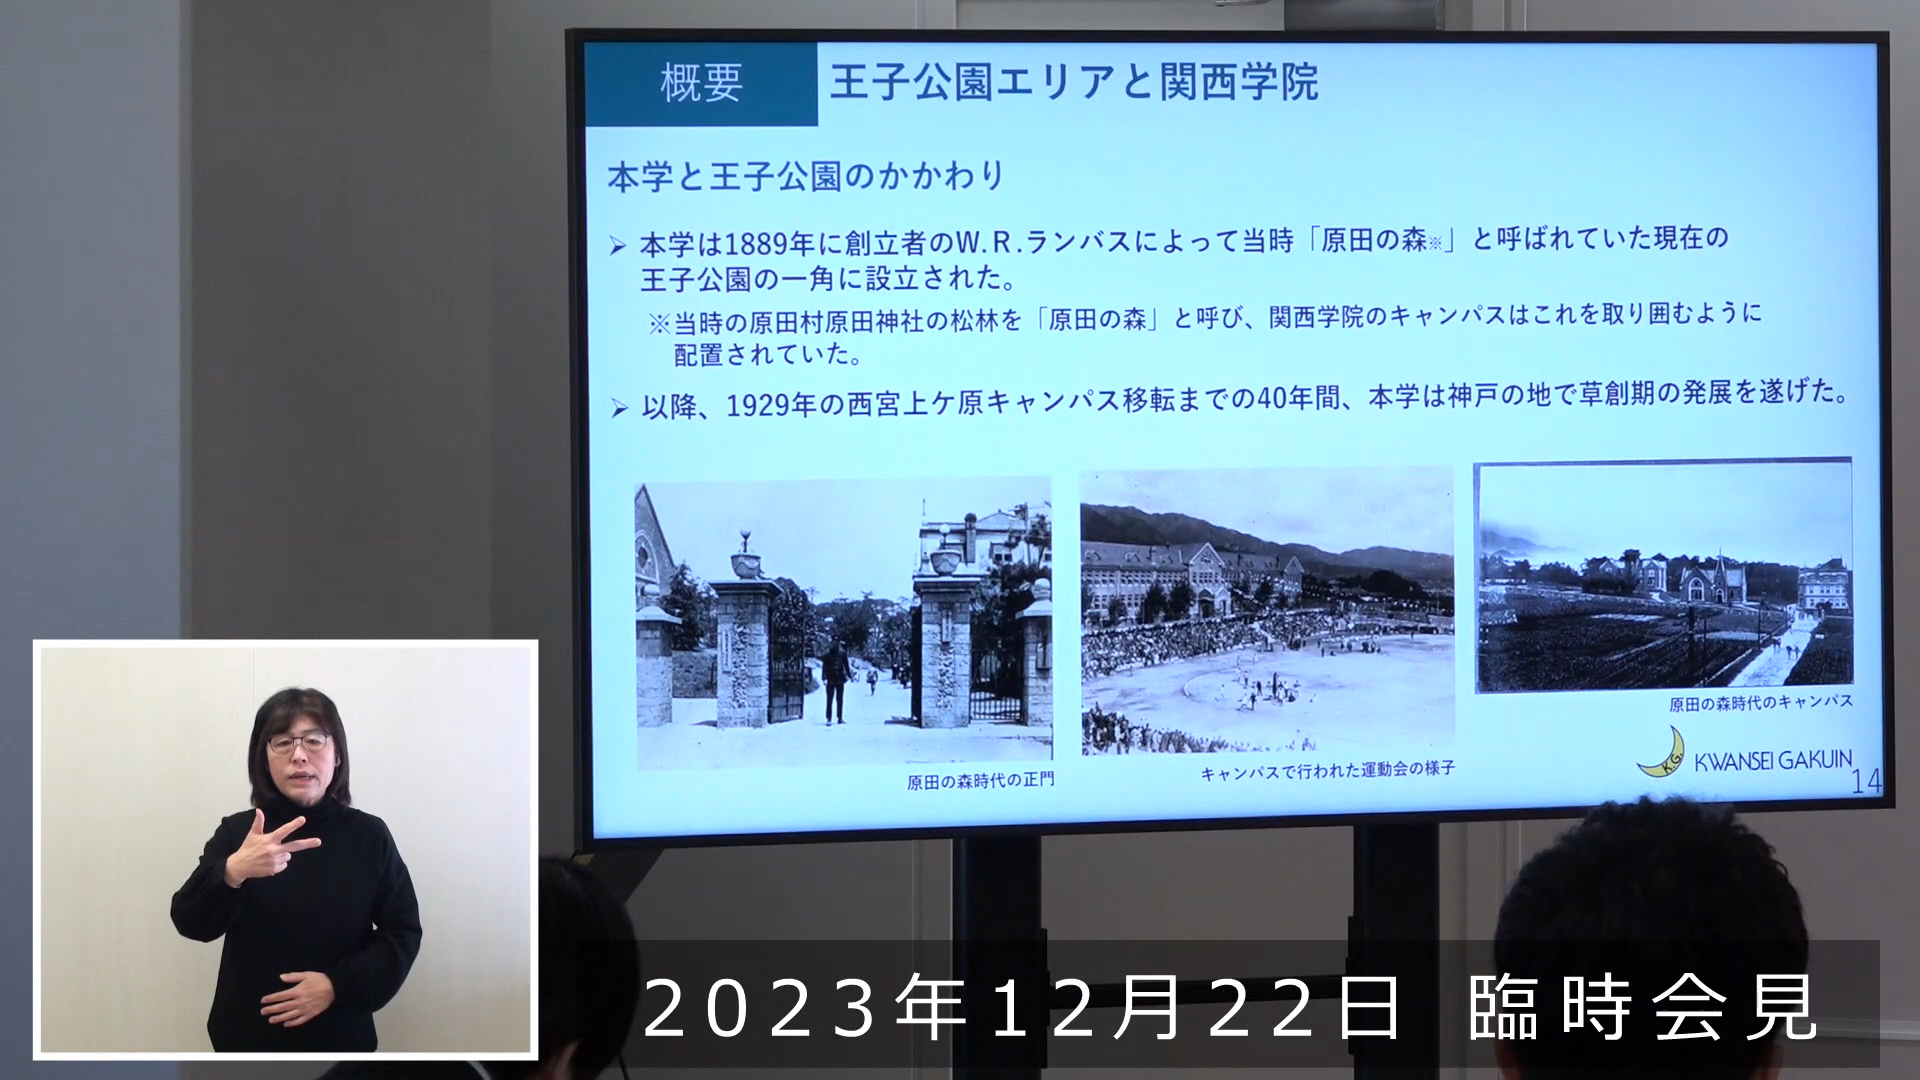 概要
王子公園エリアと関西学院
本学と王子公園のかかわり
➢ 本学は1889年に創立者のW.R.ランバスによって当時「原田の森※」と呼ばれていた現在の
王子公園の一角に設立された。
※当時の原田村原田神社の松林を「原田の森」と呼び、関西学院のキャンパスはこれを取り囲むように
配置されていた。
➢ 以降、1929年の西宮上ケ原キャンパス移転までの40年間、本学は神戸の地で草創期の発展を遂げた。
原田の森時代の正門
キャンパスで行われた運動会の様子
原田の森時代のキャンパス
K.G.
KWANSEI GAKUIN
14
2023年12月22日 臨時会見